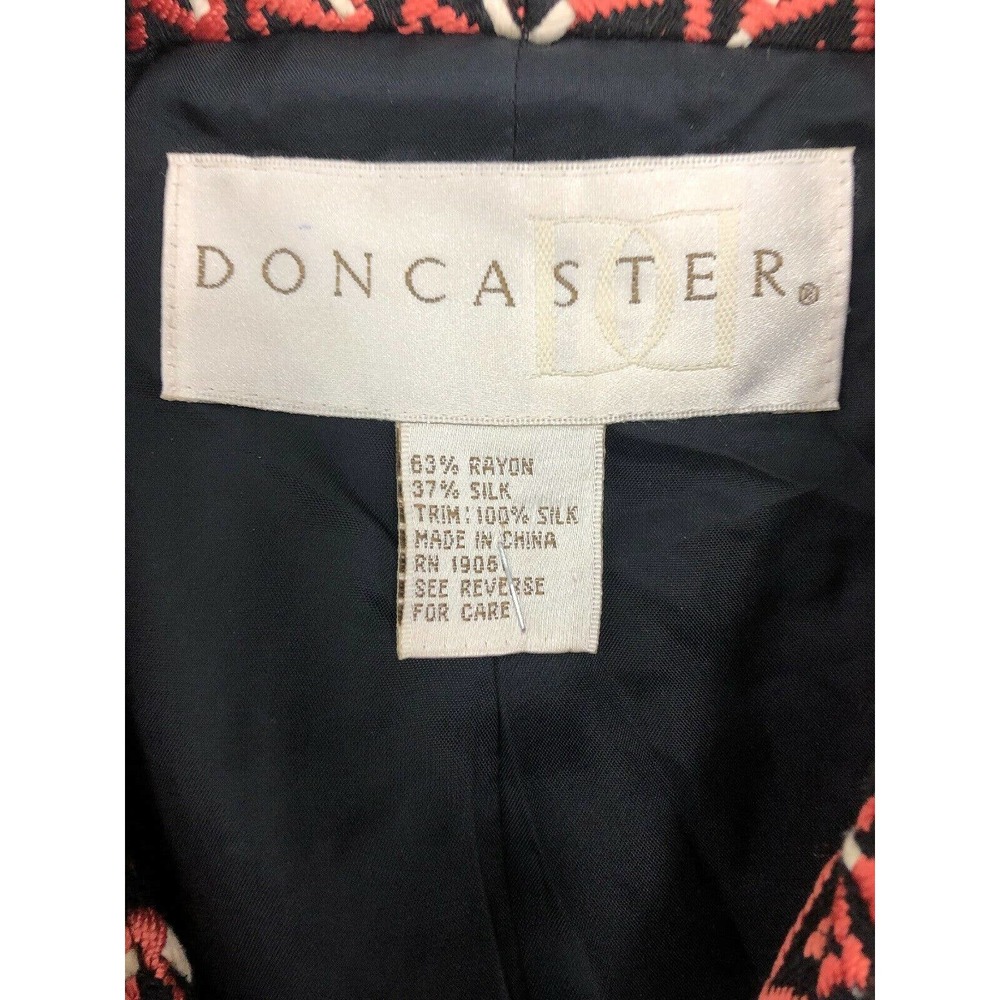 DONCASTER®
63% RAYON
37% SILK
TRIM: 100% SILK
MADE IN CHINA
RN 1906
SEE REVERSE
FOR CARE